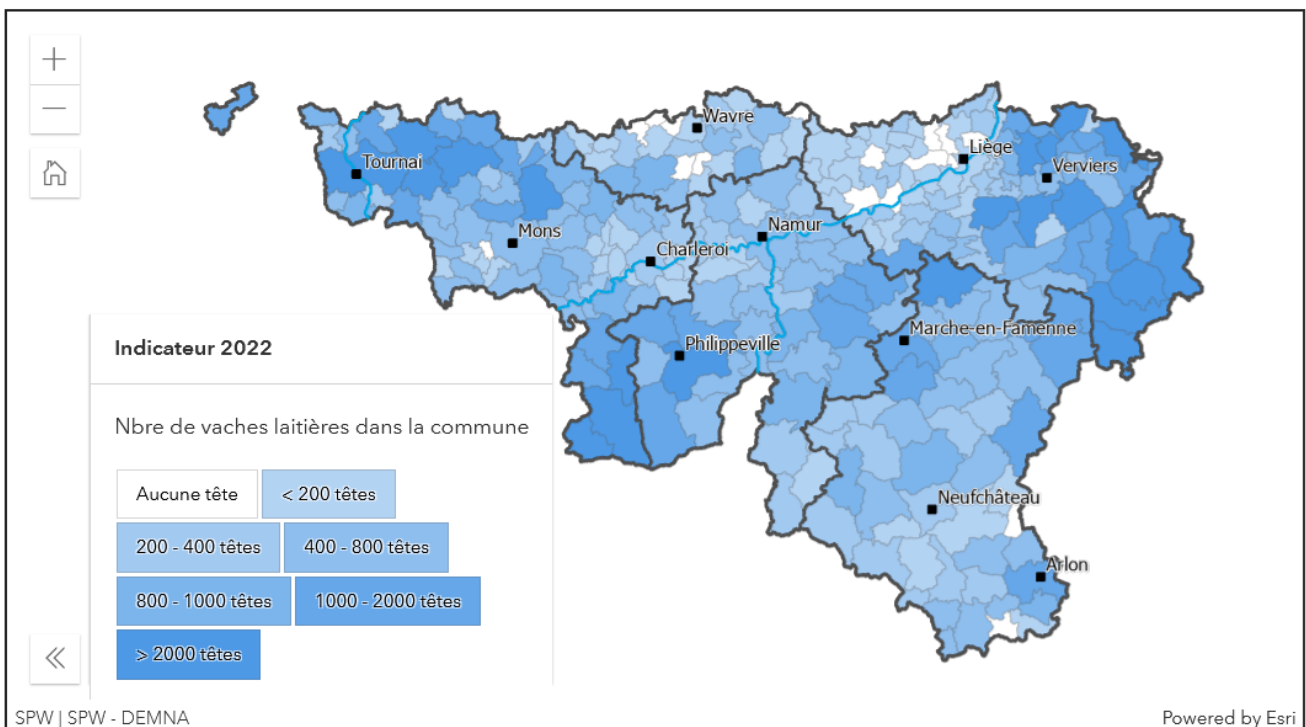 +
Wavre
Liège
−
Tournai
Verviers
Mons
Namur
Charleroi
Marche-en-Famenne
Philippeville
Indicateur 2022
Nbre de vaches laitières dans la commune
Aucune tête
< 200 têtes
200 - 400 têtes
400 - 800 têtes
800 - 1000 têtes
1000 - 2000 têtes
> 2000 têtes
Neufchâteau
Arlon
SPW | SPW - DEMNA
Powered by Esri